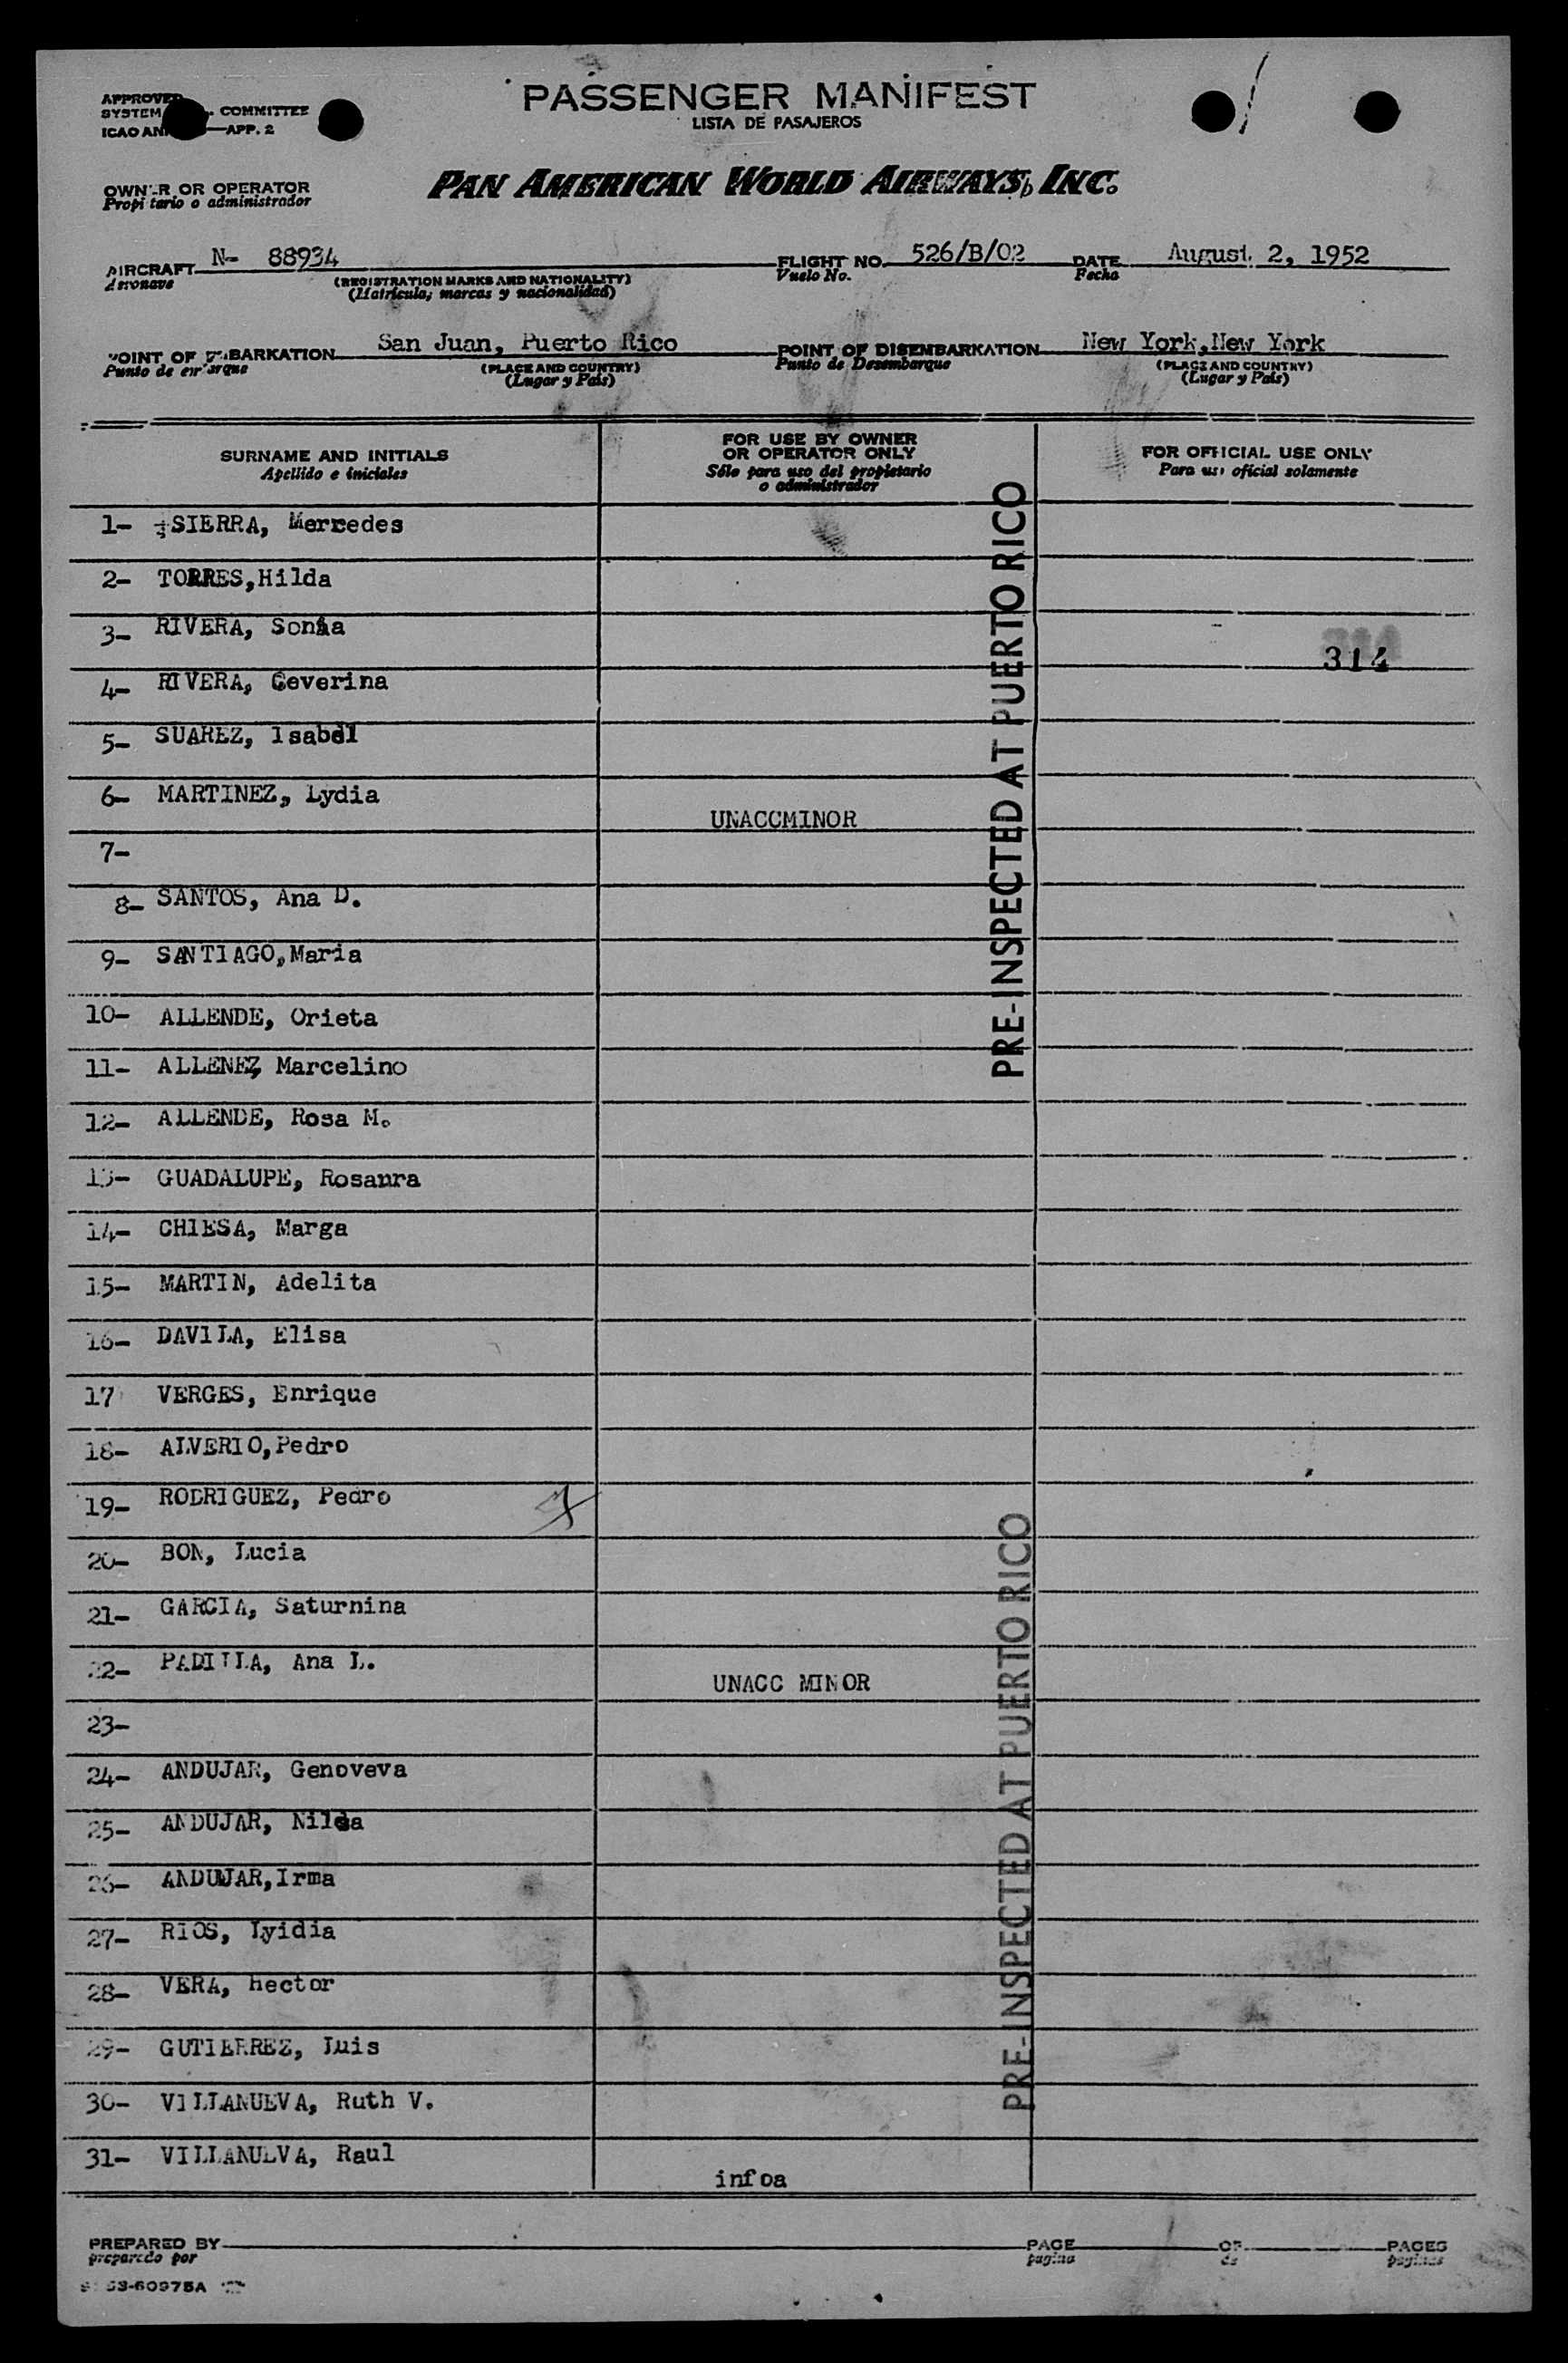 PASSENGER MANIFEST
LISTA DE PASAJEROS
APPROVED
SYSTEM COMMITTEE
ICAO APP. 2
PAN AMERICAN WORLD AIRWAYS, INC.
OWNER OR OPERATOR
Propietario o administrador
AIRCRAFT N- 88934 FLIGHT NO. 526/B/02 DATE August 2, 1952
Aeronave (REGISTRATION MARKS AND NATIONALITY) Vuelo No. Fecha
(Matrícula, marcas y nacionalidad)
POINT OF EMBARKATION San Juan, Puerto Rico POINT OF DISEMBARKATION New York, New York
Punto de embarque (PLACE AND COUNTRY) Punto de Desembarque (PLACE AND COUNTRY)
(Lugar y País) (Lugar y País)
SURNAME AND INITIALS
Apellido e iniciales
FOR USE BY OWNER
OR OPERATOR ONLY
Sólo para uso del propietario
o administrador
FOR OFFICIAL USE ONLY
Para uso oficial solamente
1- SIERRA, Mercedes
2- TORRES,Hilda
3- RIVERA, Sonia
314
4- RIVERA, Ceverina
5- SUAREZ, Isabel
6- MARTINEZ, Lydia
UNACCMINOR
7-
8- SANTOS, Ana D.
9- SANTIAGO,Maria
10- ALLENDE, Orieta
11- ALLENEZ, Marcelino
12- ALLENDE, Rosa M.
13- GUADALUPE, Rosaura
14- CHIESA, Marga
15- MARTIN, Adelita
16- DAVILA, Elisa
17 VERGES, Enrique
18- ALVERIO,Pedro
19- RODRIGUEZ, Pedro
20- BON, Lucia
21- GARCIA, Saturnina
22- PADILLA, Ana L.
UNACC MINOR
23-
24- ANDUJAR, Genoveva
25- ANDUJAR, Nilda
26- ANDUJAR,Irma
27- RIOS, Lyidia
28- VERA, Hector
29- GUTIERREZ, Luis
30- VILLANUEVA, Ruth V.
31- VILLANUEVA, Raul
infoa
PRE-INSPECTED AT PUERTO RICO
PRE-INSPECTED AT PUERTO RICO
PREPARED BY PAGE OF PAGES
preparado por pagina de paginas